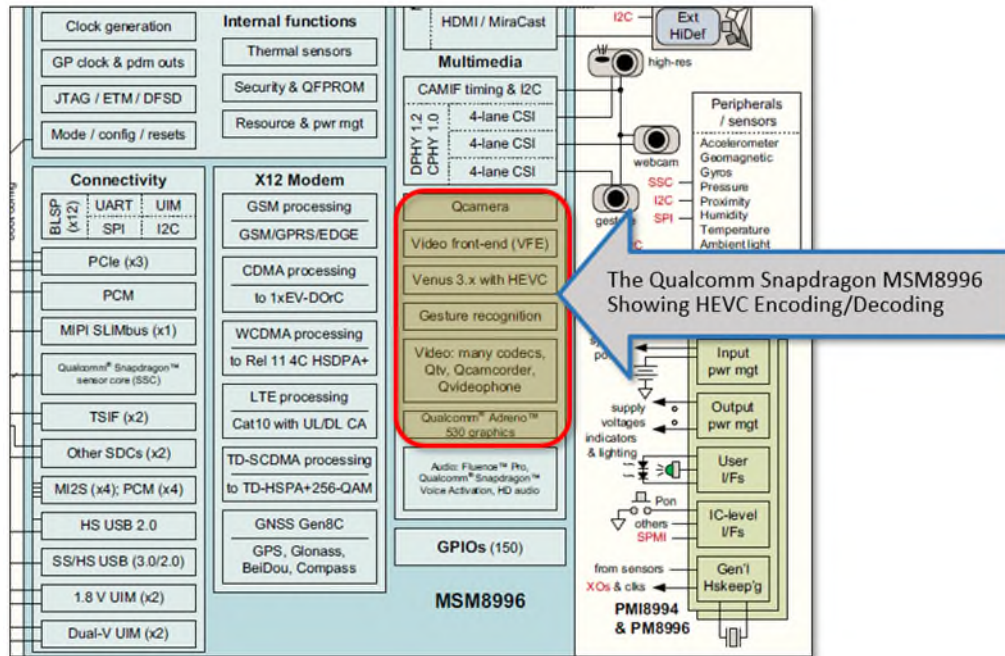 Clock generation
GP clock & pdm outs
JTAG / ETM / DFSD
Mode / config / resets
Internal functions
Thermal sensors
Security & QFPROM
Resource & pwr mgt
HDMI / MiraCast
Multimedia
CAMIF timing & I2C
DPHY 1.2
CPHY 1.0
4-lane CSI
4-lane CSI
4-lane CSI
I2C
Ext
HiDef
high-res
webcam
Peripherals
/ sensors
Accelerometer
Geomagnetic
Gyros
Pressure
Proximity
Humidity
Temperature
Ambient light
SSC
I2C
SPI
Connectivity
BLSP
(x12)
UART
UIM
SPI
I2C
PCIe (x3)
PCM
MIPI SLIMbus (x1)
Qualcomm® Snapdragon™
sensor core (SSC)
TSIF (x2)
Other SDCs (x2)
MI2S (x4); PCM (x4)
HS USB 2.0
SS/HS USB (3.0/2.0)
1.8 V UIM (x2)
Dual-V UIM (x2)
X12 Modem
GSM processing
GSM/GPRS/EDGE
CDMA processing
to 1xEV-DOrC
WCDMA processing
to Rel 11 4C HSDPA+
LTE processing
Cat10 with UL/DL CA
TD-SCDMA processing
to TD-HSPA+256-QAM
GNSS Gen8C
GPS, Glonass,
BeiDou, Compass
Qcamera
Video front-end (VFE)
Venus 3.x with HEVC
Gesture recognition
Video: many codecs,
Qtv, Qcamcorder,
Qvideophone
Qualcomm® Adreno™
530 graphics
Audio: Fluence™ Pro,
Qualcomm® Snapdragon™
Voice Activation, HD audio
GPIOs (150)
MSM8996
The Qualcomm Snapdragon MSM8996
Showing HEVC Encoding/Decoding
Input
pwr mgt
supply
voltages
Output
pwr mgt
indicators
& lighting
User
I/Fs
Pon
others
SPMI
IC-level
I/Fs
from sensors
XOs & clks
Gen'l
Hskeep'g
PMI8994
& PM8996